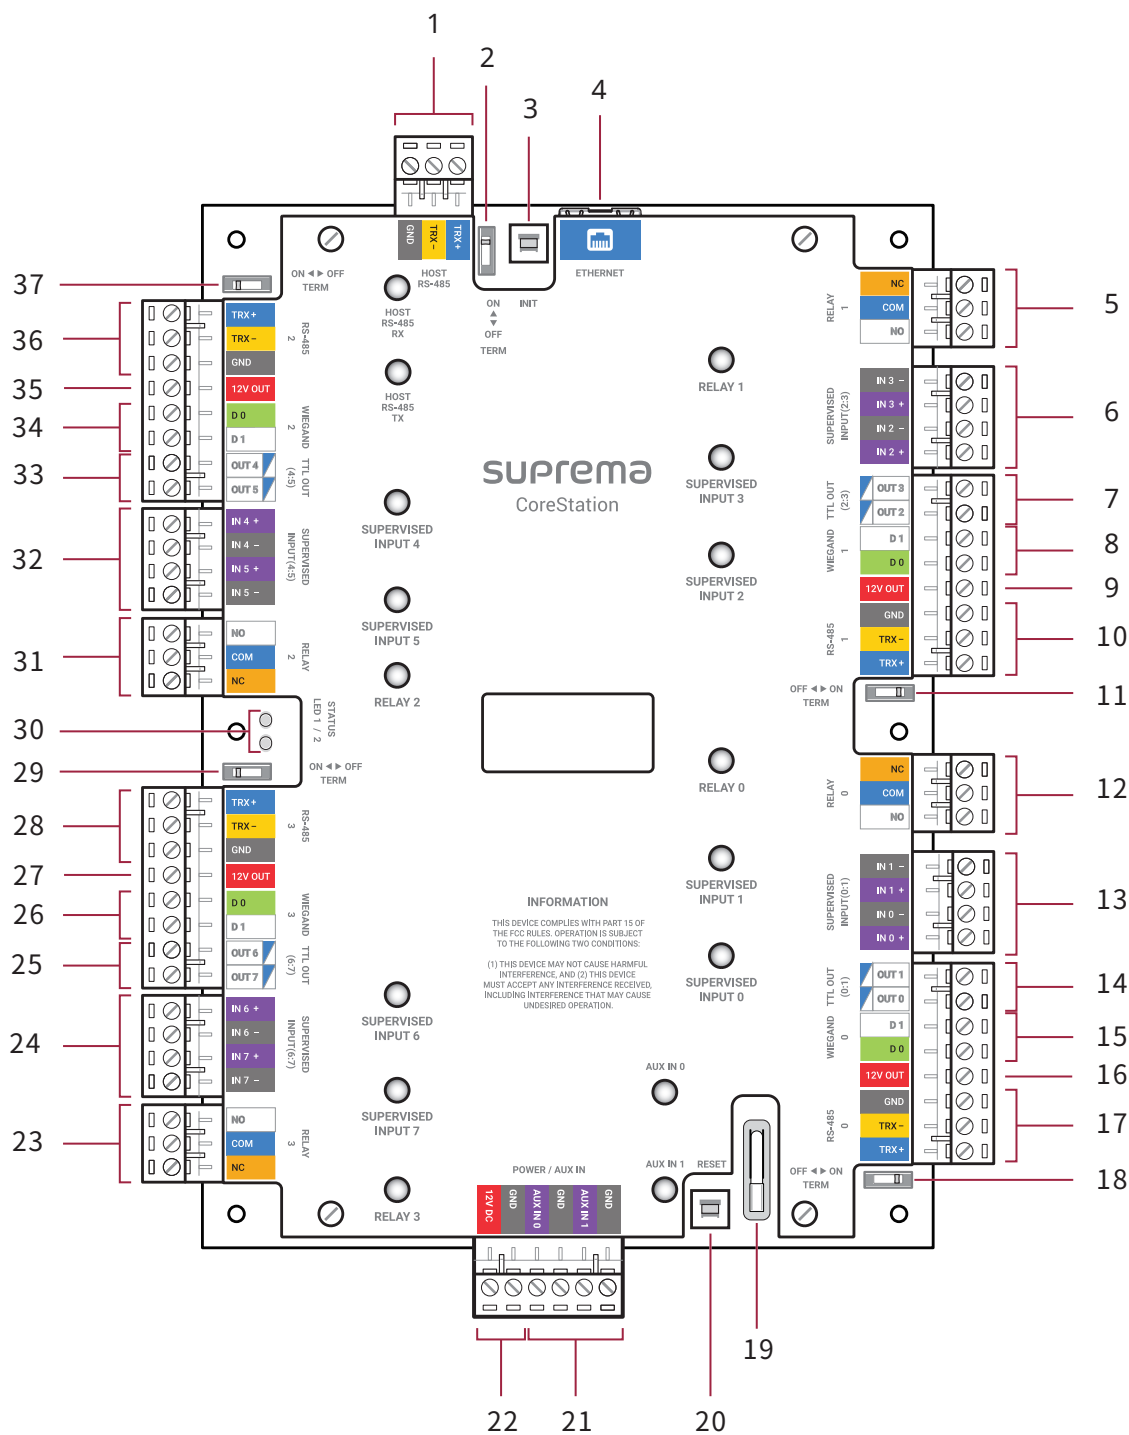 1
2
3
4
GND
TRX –
TRX +
HOST
RS-485
ETHERNET
ON
OFF
TERM
INIT
HOST
RS-485
RX
HOST
RS-485
TX
37
ON ◄ ► OFF
TERM
36
TRX +
TRX –
GND
RS-485
2
35
12V OUT
34
D 0
D 1
WIEGAND
2
33
OUT 4
OUT 5
TTL OUT
(4:5)
32
IN 4 +
IN 4 –
IN 5 +
IN 5 –
SUPERVISED
INPUT(4:5)
31
NO
COM
NC
RELAY
2
30
STATUS
LED 1 / 2
29
ON ◄ ► OFF
TERM
28
TRX +
TRX –
GND
RS-485
3
27
12V OUT
26
D 0
D 1
WIEGAND
3
25
OUT 6
OUT 7
TTL OUT
(6:7)
24
IN 6 +
IN 6 –
IN 7 +
IN 7 –
SUPERVISED
INPUT(6:7)
23
NO
COM
NC
RELAY
3
suprema
CoreStation
SUPERVISED
INPUT 4
SUPERVISED
INPUT 5
RELAY 2
SUPERVISED
INPUT 6
SUPERVISED
INPUT 7
RELAY 3
RELAY 1
SUPERVISED
INPUT 3
SUPERVISED
INPUT 2
RELAY 0
SUPERVISED
INPUT 1
SUPERVISED
INPUT 0
INFORMATION
THIS DEVICE COMPLIES WITH PART 15 OF
THE FCC RULES. OPERATION IS SUBJECT
TO THE FOLLOWING TWO CONDITIONS:
(1) THIS DEVICE MAY NOT CAUSE HARMFUL
INTERFERENCE, AND (2) THIS DEVICE
MUST ACCEPT ANY INTERFERENCE RECEIVED,
INCLUDING INTERFERENCE THAT MAY CAUSE
UNDESIRED OPERATION.
AUX IN 0
AUX IN 1
RESET
POWER / AUX IN
12V DC
GND
AUX IN 0
GND
AUX IN 1
GND
RELAY
1
NC
COM
NO
5
SUPERVISED
INPUT(2:3)
IN 3 –
IN 3 +
IN 2 –
IN 2 +
6
TTL OUT
(2:3)
OUT 3
OUT 2
7
WIEGAND
1
D 1
D 0
8
12V OUT
9
RS-485
1
GND
TRX –
TRX +
10
OFF ◄ ► ON
TERM
11
RELAY
0
NC
COM
NO
12
SUPERVISED
INPUT(0:1)
IN 1 –
IN 1 +
IN 0 –
IN 0 +
13
TTL OUT
(0:1)
OUT 1
OUT 0
14
WIEGAND
0
D 1
D 0
15
12V OUT
16
RS-485
0
GND
TRX –
TRX +
17
OFF ◄ ► ON
TERM
18
19
20
21
22